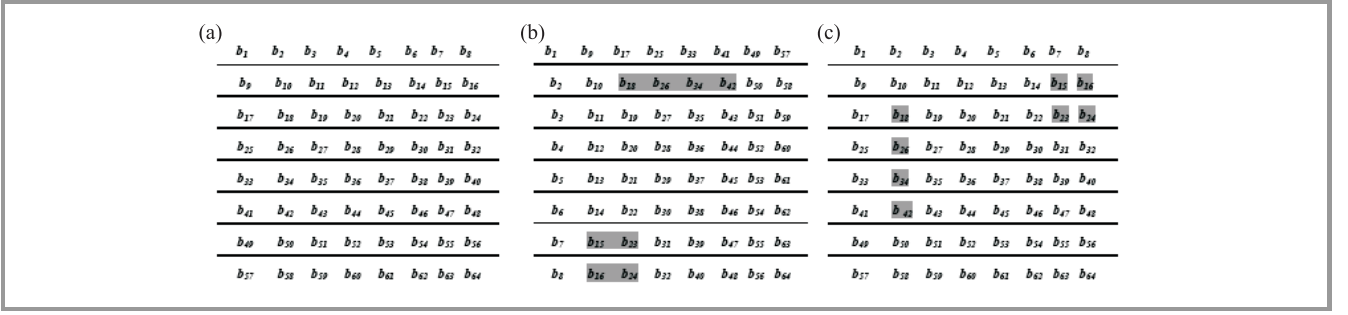 (a) (b) (c)
b1 b2 b3 b4 b5 b6 b7 b8 b1 b9 b17 b25 b33 b41 b49 b57 b1 b2 b3 b4 b5 b6 b7 b8
b9 b10 b11 b12 b13 b14 b15 b16 b2 b10 b18 b26 b34 b42 b50 b58 b9 b10 b11 b12 b13 b14 b15 b16
b17 b18 b19 b20 b21 b22 b23 b24 b3 b11 b19 b27 b35 b43 b51 b59 b17 b18 b19 b20 b21 b22 b23 b24
b25 b26 b27 b28 b29 b30 b31 b32 b4 b12 b20 b28 b36 b44 b52 b60 b25 b26 b27 b28 b29 b30 b31 b32
b33 b34 b35 b36 b37 b38 b39 b40 b5 b13 b21 b29 b37 b45 b53 b61 b33 b34 b35 b36 b37 b38 b39 b40
b41 b42 b43 b44 b45 b46 b47 b48 b6 b14 b22 b30 b38 b46 b54 b62 b41 b42 b43 b44 b45 b46 b47 b48
b49 b50 b51 b52 b53 b54 b55 b56 b7 b15 b23 b31 b39 b47 b55 b63 b49 b50 b51 b52 b53 b54 b55 b56
b57 b58 b59 b60 b61 b62 b63 b64 b8 b16 b24 b32 b40 b48 b56 b64 b57 b58 b59 b60 b61 b62 b63 b64